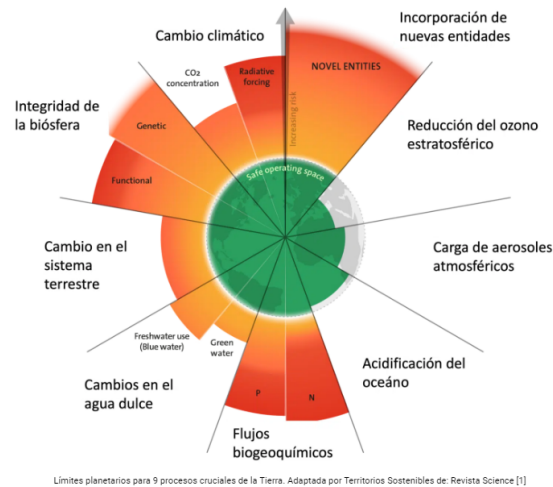 Cambio climático
Incorporación de
nuevas entidades
CO₂
concentration
Radiative
forcing
NOVEL ENTITIES
Increasing risk
Integridad de
la biósfera
Genetic
Functional
Reducción del ozono
estratosférico
Safe operating space
Cambio en el
sistema
terrestre
Carga de aerosoles
atmosféricos
Freshwater use
(Blue water)
Green
water
Cambios en el
agua dulce
P
N
Acidificación del
oceáno
Flujos
biogeoquímicos
Límites planetarios para 9 procesos cruciales de la Tierra. Adaptada por Territorios Sostenibles de: Revista Science [1]